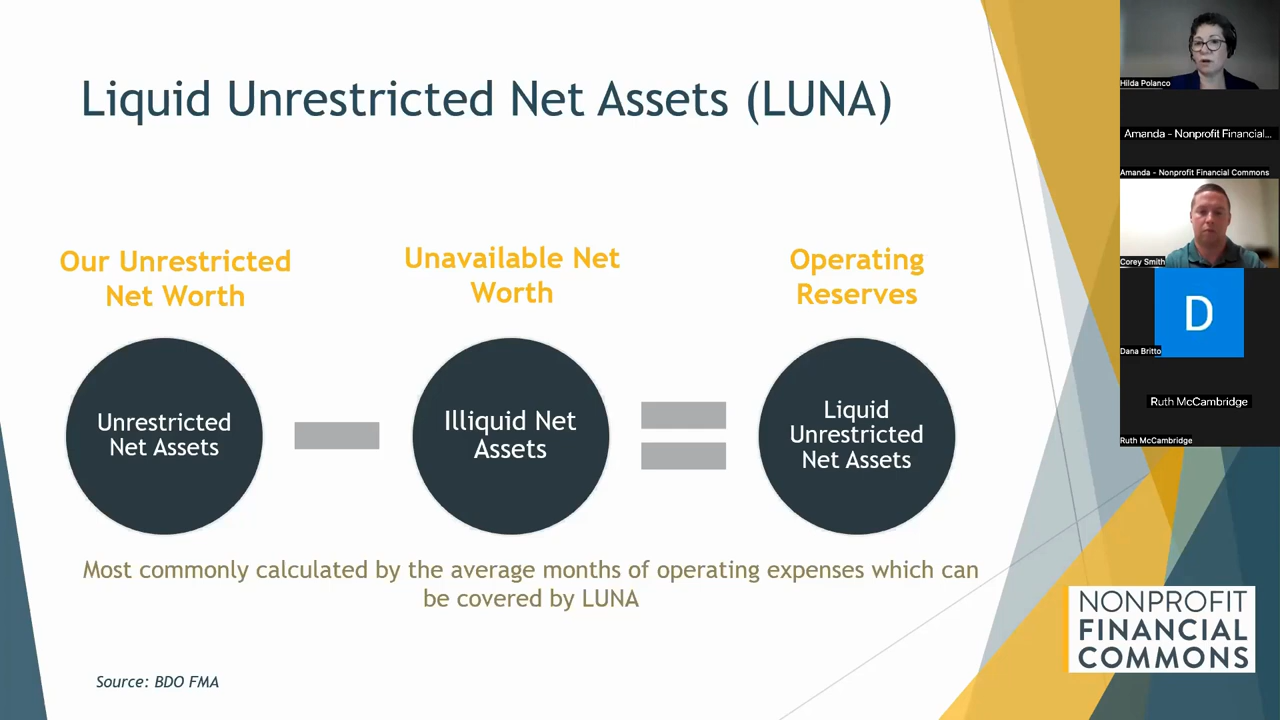 Liquid Unrestricted Net Assets (LUNA)
Our Unrestricted
Net Worth
Unavailable Net
Worth
Operating
Reserves
Unrestricted
Net Assets
Illiquid Net
Assets
Liquid
Unrestricted
Net Assets
Most commonly calculated by the average months of operating expenses which can
be covered by LUNA
Source: BDO FMA
NONPROFIT
FINANCIAL
COMMONS
Hilda Polanco
Amanda - Nonprofit Financial...
Amanda - Nonprofit Financial Commons
Corey Smith
D
Dana Britto
Ruth McCambridge
Ruth McCambridge